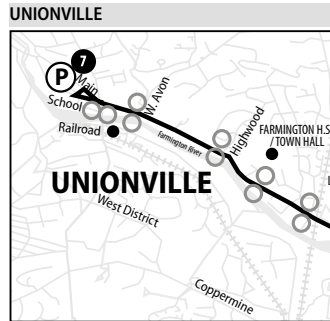 UNIONVILLE
7
P
Main
School
W. Avon
Railroad
Farmington River
Highwood
FARMINGTON H.S.
/ TOWN HALL
UNIONVILLE
West District
Coppermine